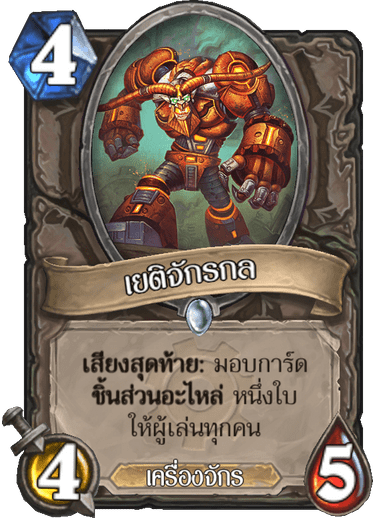 4
เยติจักรกล
เสียงสุดท้าย: มอบการ์ด
ชิ้นส่วนอะไหล่ หนึ่งใบ
ให้ผู้เล่นทุกคน
4
เครื่องจักร
5